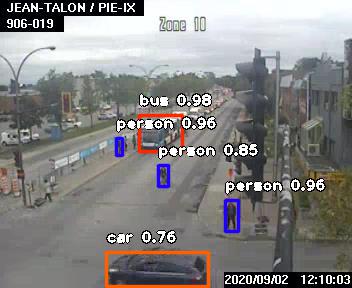 JEAN-TALON / PIE-IX
906-019
Zone 10
bus 0.98
person 0.96
person 0.85
person 0.96
car 0.76
2020/09/02 12:10:03